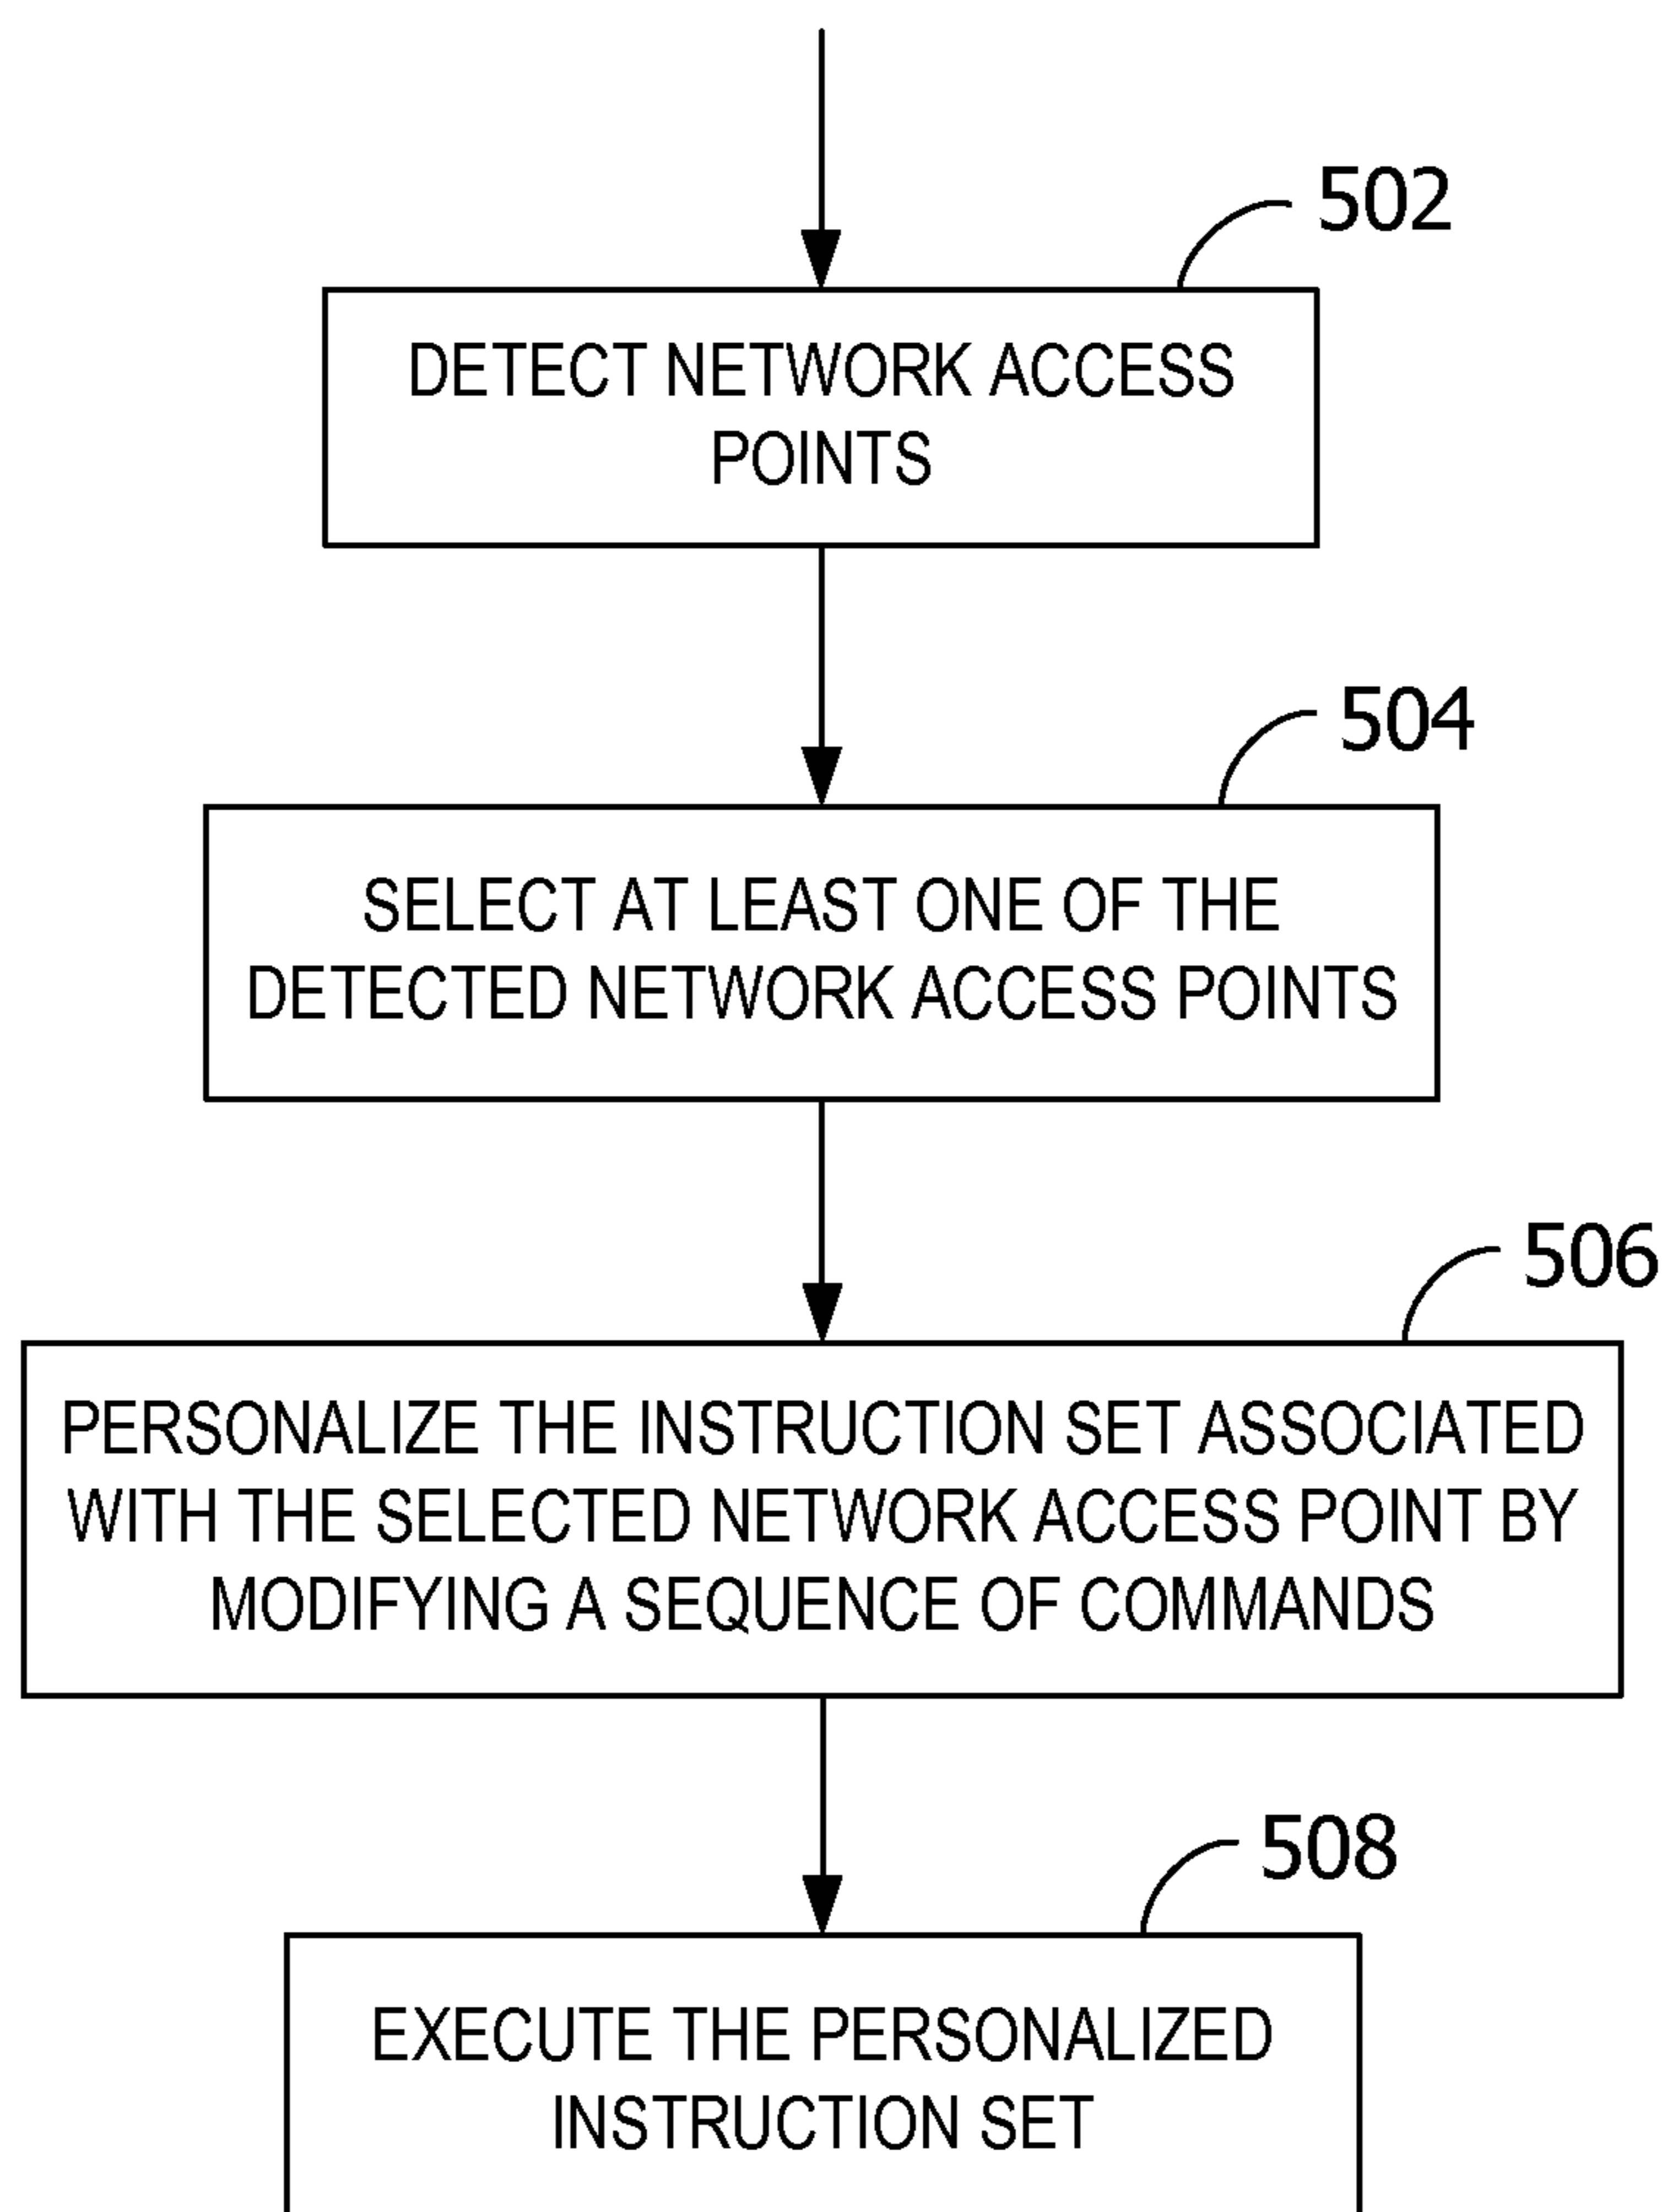 502
DETECT NETWORK ACCESS
POINTS
504
SELECT AT LEAST ONE OF THE
DETECTED NETWORK ACCESS POINTS
506
PERSONALIZE THE INSTRUCTION SET ASSOCIATED
WITH THE SELECTED NETWORK ACCESS POINT BY
MODIFYING A SEQUENCE OF COMMANDS
508
EXECUTE THE PERSONALIZED
INSTRUCTION SET